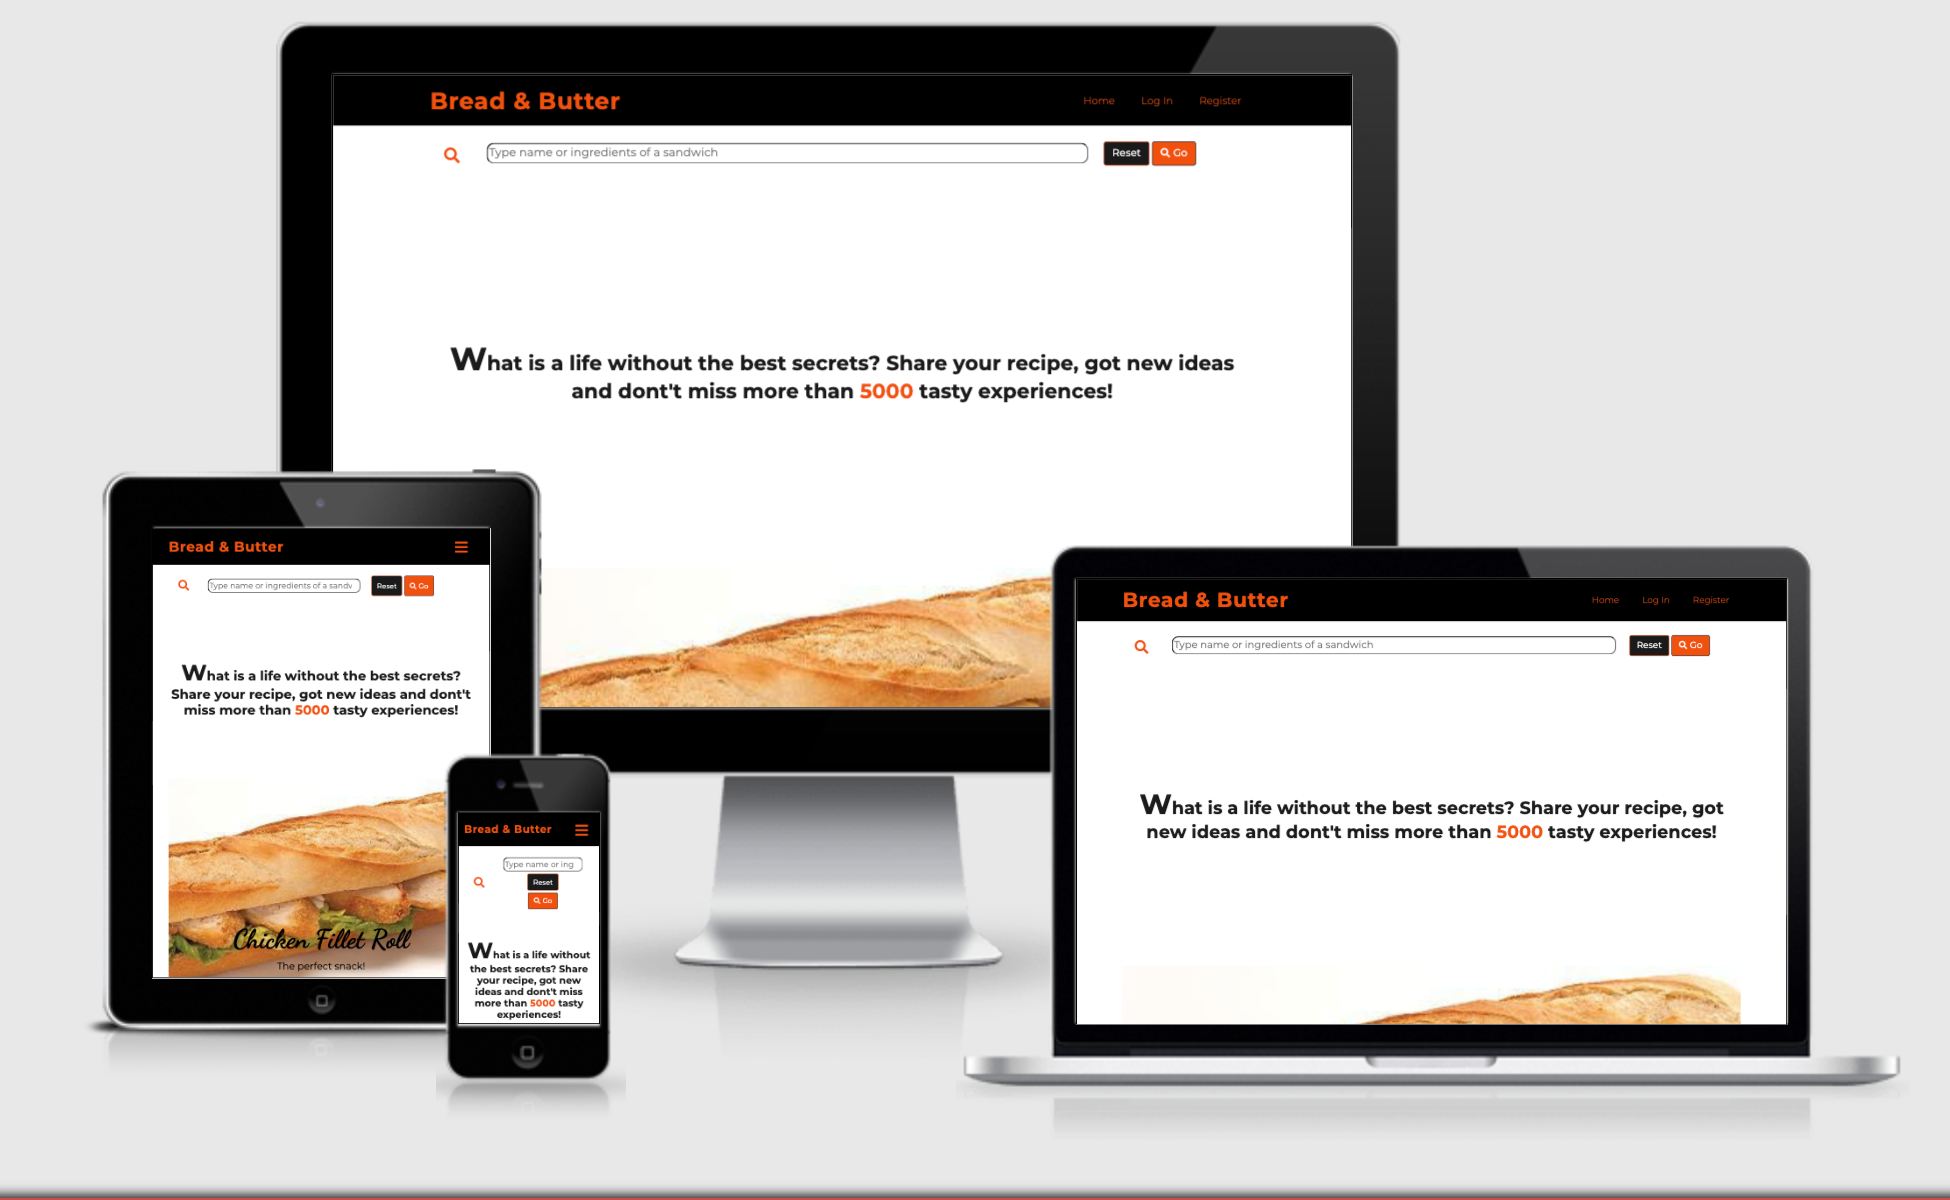 Bread & Butter
Home Log In Register
Type name or ingredients of a sandwich
Reset Go
What is a life without the best secrets? Share your recipe, got new ideas
and dont't miss more than 5000 tasty experiences!
Bread & Butter
Type name or ingredients of a sandv
Reset Go
What is a life without the best secrets?
Share your recipe, got new ideas and dont't
miss more than 5000 tasty experiences!
Chicken Fillet Roll
The perfect snack!
Bread & Butter
Type name or ing
Reset
Go
What is a life without
the best secrets? Share
your recipe, got new
ideas and dont't miss
more than 5000 tasty
experiences!
Bread & Butter
Home Log In Register
Type name or ingredients of a sandwich
Reset Go
What is a life without the best secrets? Share your recipe, got
new ideas and dont't miss more than 5000 tasty experiences!